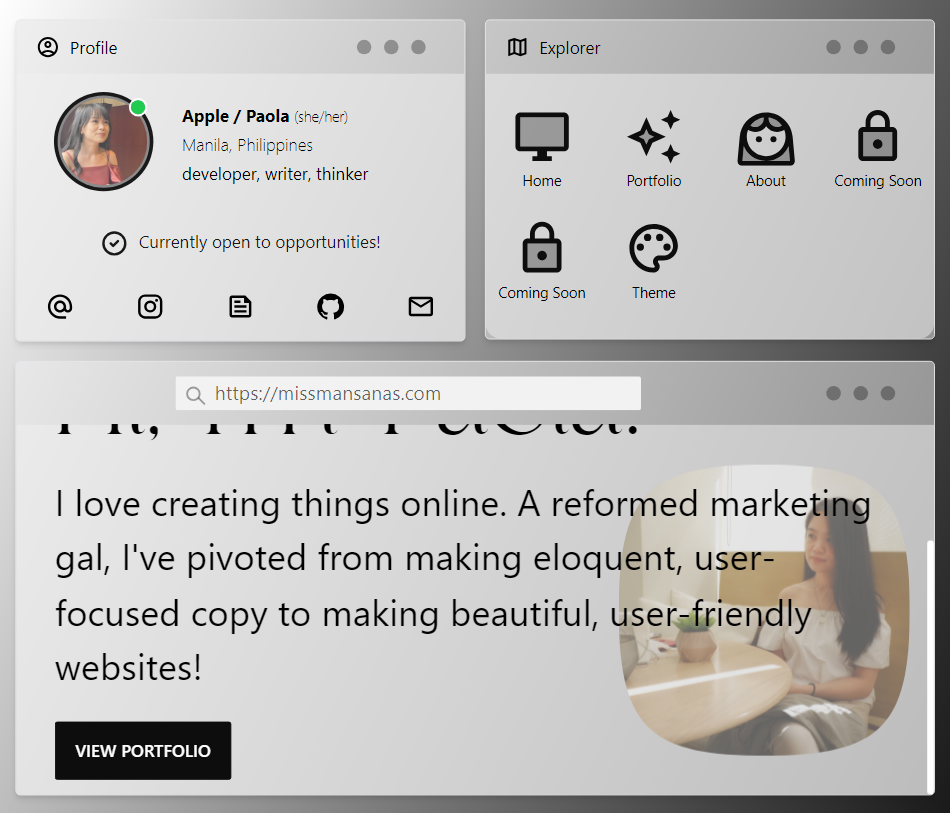 Profile
Apple / Paola (she/her)
Manila, Philippines
developer, writer, thinker
Currently open to opportunities!
Explorer
Home
Portfolio
About
Coming Soon
Coming Soon
Theme
https://missmansanas.com
I love creating things online. A reformed marketing
gal, I've pivoted from making eloquent, user-
focused copy to making beautiful, user-friendly
websites!
VIEW PORTFOLIO